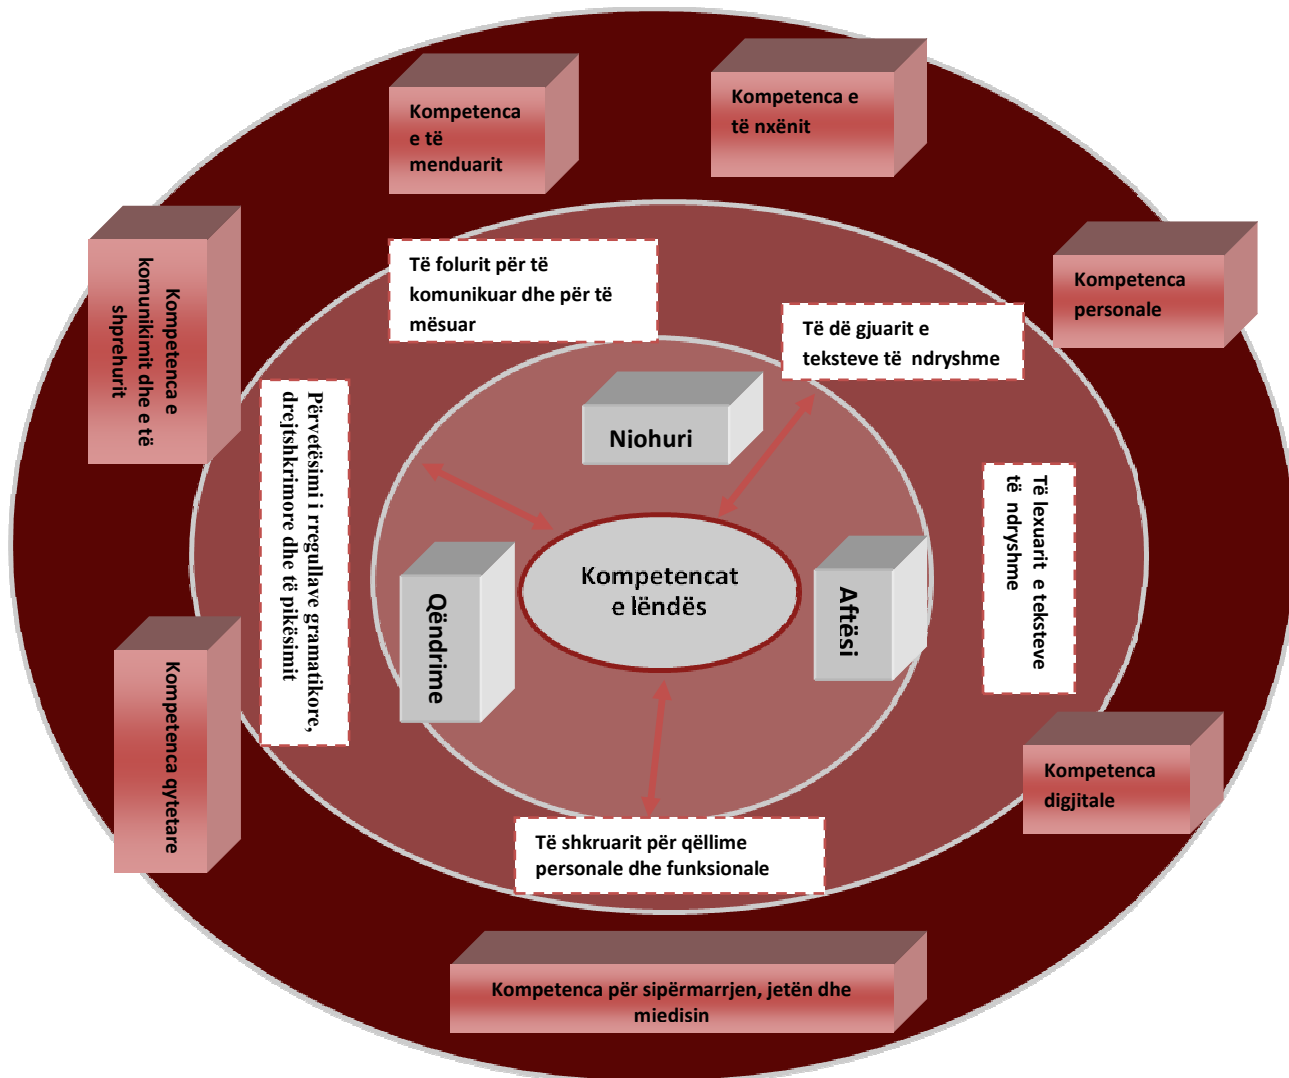 Kompetenca
e të
menduarit
Kompetenca e
të nxënit
Kompetenca e
komunikimit dhe e të
shprehurit
Kompetenca
personale
Të folurit për të
komunikuar dhe për të
mësuar
Të dë gjuarit e
teksteve të ndryshme
Përvetësimi i rregullave gramatikore,
drejtshkrimore dhe të pikësimit
Njohuri
Të lexuarit e teksteve
të ndryshme
Kompetencat
e lëndës
Qëndrime
Aftësi
Kompetenca qytetare
Kompetenca
digjitale
Të shkruarit për qëllime
personale dhe funksionale
Kompetenca për sipërmarrjen, jetën dhe
miedisin